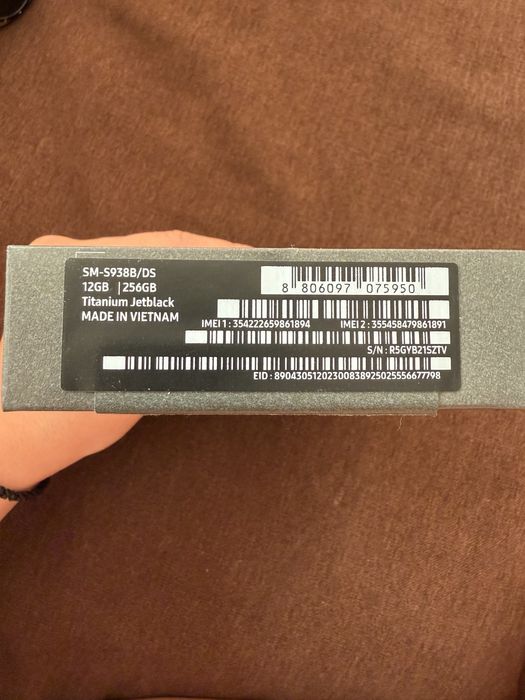 SM-S938B/DS
12GB | 256GB
Titanium Jetblack
MADE IN VIETNAM
8 806097 075950
IMEI 1 : 354222659861894 IMEI 2 : 355458479861891
S/N : R5GYB21SZTV
EID : 89043051202300838925025556677798